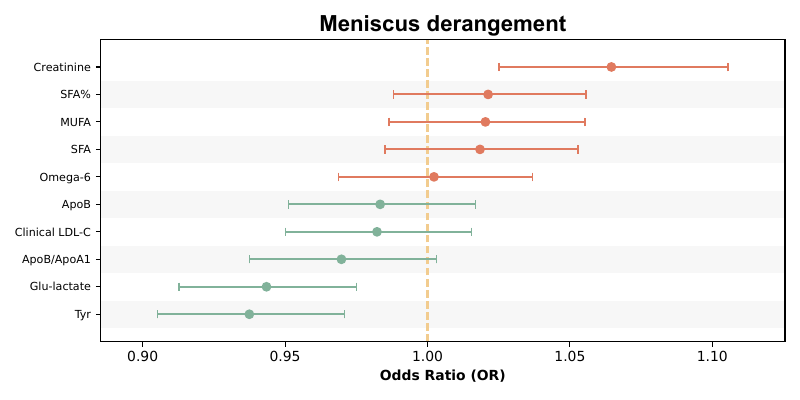 Meniscus derangement
Creatinine
SFA%
MUFA
SFA
Omega-6
ApoB
Clinical LDL-C
ApoB/ApoA1
Glu-lactate
Tyr
0.90 0.95 1.00 1.05 1.10
Odds Ratio (OR)